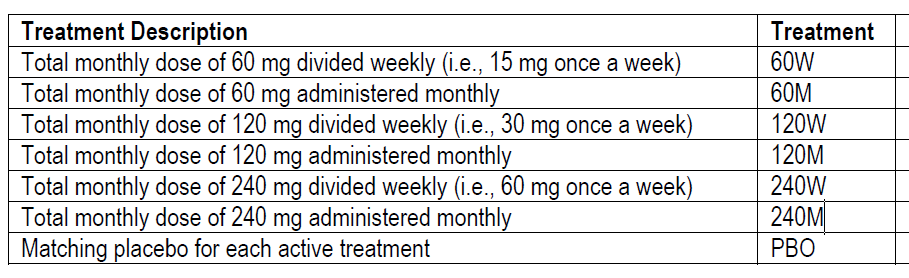 Treatment Description Treatment
Total monthly dose of 60 mg divided weekly (i.e., 15 mg once a week) 60W
Total monthly dose of 60 mg administered monthly 60M
Total monthly dose of 120 mg divided weekly (i.e., 30 mg once a week) 120W
Total monthly dose of 120 mg administered monthly 120M
Total monthly dose of 240 mg divided weekly (i.e., 60 mg once a week) 240W
Total monthly dose of 240 mg administered monthly 240M
Matching placebo for each active treatment PBO